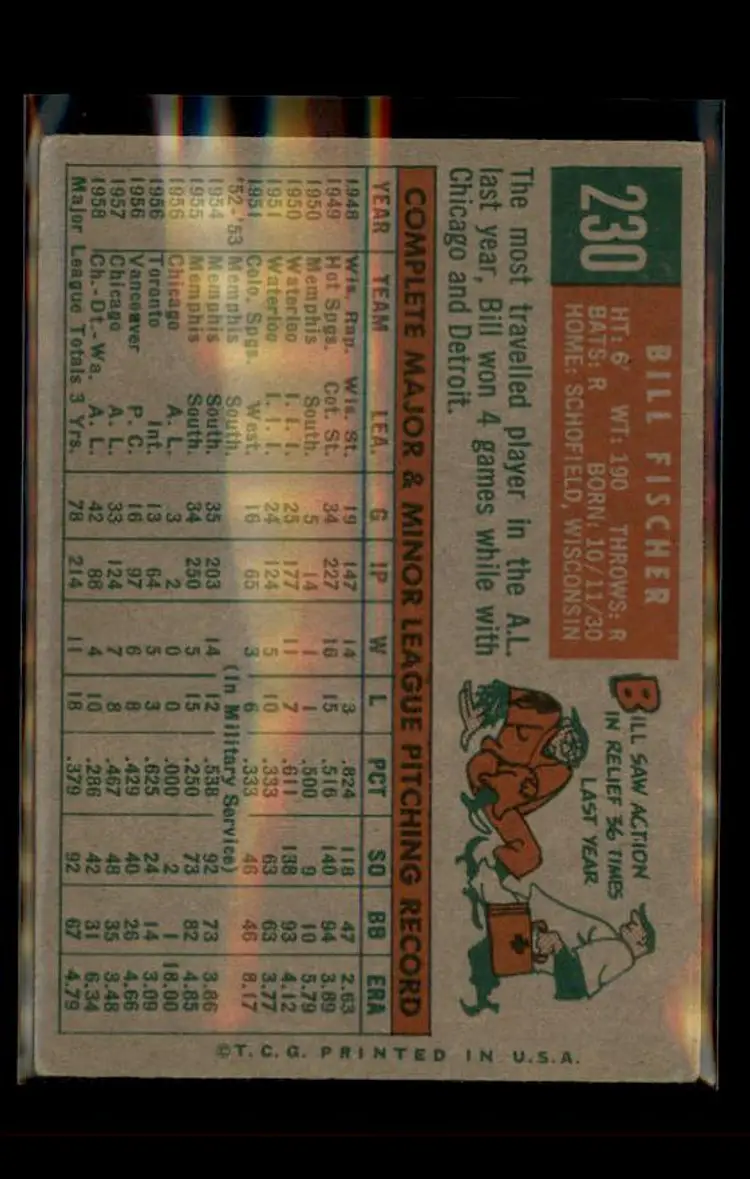 230
BILL FISCHER
HT: 6' WT: 190 THROWS: R
BATS: R BORN: 10/11/30
HOME: SCHOFIELD, WISCONSIN
The most travelled player in the A.L.
last year, Bill won 4 games while with
Chicago and Detroit.
BILL SAW ACTION
IN RELIEF 36 TIMES
LAST YEAR
COMPLETE MAJOR & MINOR LEAGUE PITCHING RECORD
YEAR TEAM LEA. G IP W L PCT SO BB ERA
1948 Wis. Rap. Wis. St. 19 147 14 3 .824 118 47 2.63
1949 Hot Spgs. Cot. St. 34 227 16 15 .516 140 94 3.89
1950 Memphis South. 5 14 1 1 .500 9 10 5.79
1950 Waterloo I. I. I. 25 177 11 7 .611 138 93 4.12
1951 Waterloo I. I. I. 24 124 5 10 .333 63 63 3.77
1951 Colo. Spgs. West. 16 65 3 6 .333 46 46 8.17
'52-'53 Memphis South. (In Military Service)
1954 Memphis South. 35 203 14 12 .538 92 73 3.86
1955 Memphis South. 34 250 5 15 .250 73 82 4.85
1956 Chicago A. L. 3 2 0 0 .000 2 1 18.00
1956 Toronto Int. 13 64 5 3 .625 24 14 3.09
1956 Vancouver P. C. 16 97 6 8 .429 40 26 4.66
1957 Chicago A. L. 33 124 7 8 .467 48 35 3.48
1958 Ch.-Dt.-Wa. A. L. 42 88 4 10 .286 42 31 6.34
Major League Totals 3 Yrs. 78 214 11 18 .379 92 67 4.79
©T.C.G. PRINTED IN U.S.A.